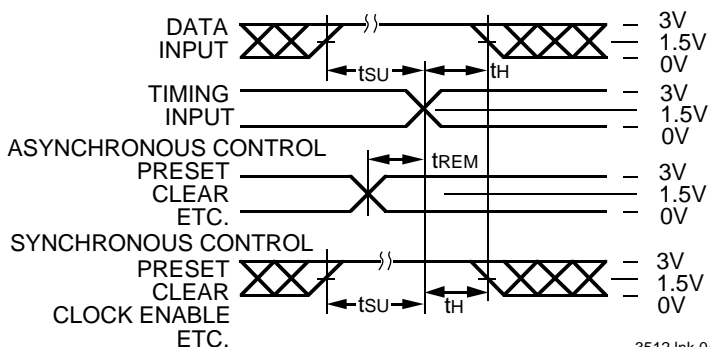 DATA
INPUT
3V
1.5V
0V
tSU
tH
TIMING
INPUT
3V
1.5V
0V
ASYNCHRONOUS CONTROL
PRESET
CLEAR
ETC.
tREM
3V
1.5V
0V
SYNCHRONOUS CONTROL
PRESET
CLEAR
CLOCK ENABLE
ETC.
3V
1.5V
0V
tSU
tH